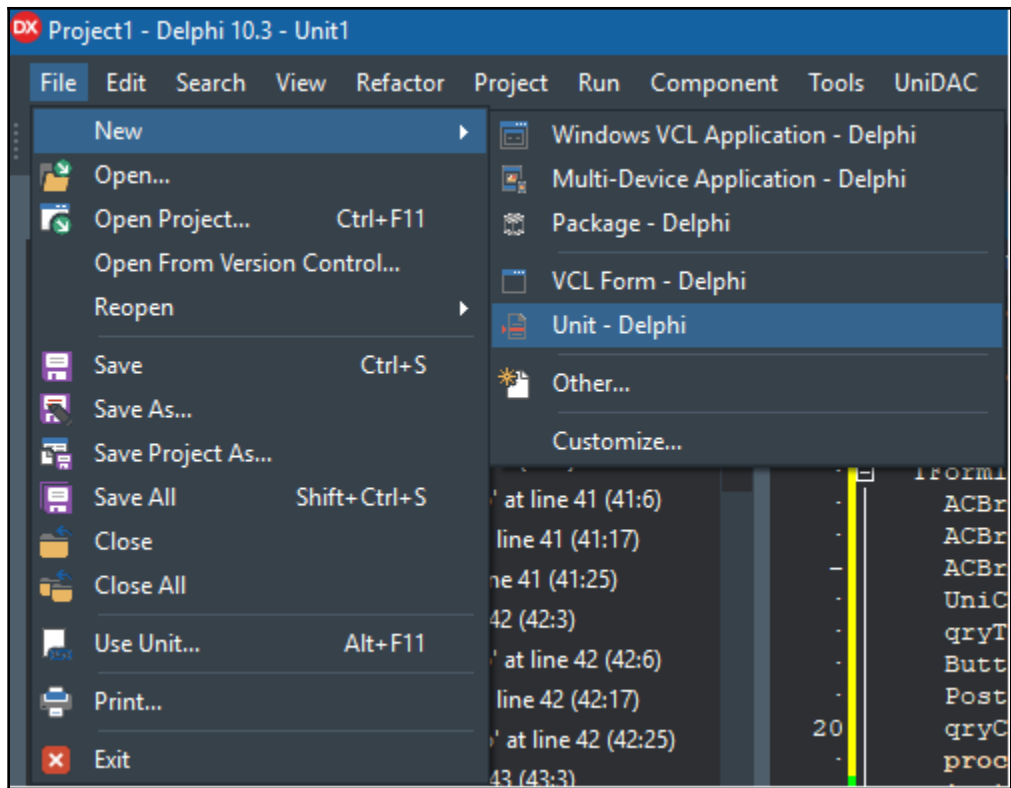 DX Project1 - Delphi 10.3 - Unit1
File Edit Search View Refactor Project Run Component Tools UniDAC
New
Open...
Open Project... Ctrl+F11
Open From Version Control...
Reopen
Save Ctrl+S
Save As...
Save Project As...
Save All Shift+Ctrl+S
Close
Close All
Use Unit... Alt+F11
Print...
Exit
Windows VCL Application - Delphi
Multi-Device Application - Delphi
Package - Delphi
VCL Form - Delphi
Unit - Delphi
Other...
Customize...
' at line 41 (41:6)
line 41 (41:17)
ne 41 (41:25)
42 (42:3)
' at line 42 (42:6)
line 42 (42:17)
' at line 42 (42:25)
43 (43:3)
ACBr
ACBr
ACBr
UniC
qryT
Butt
Post
20 qryC
proc